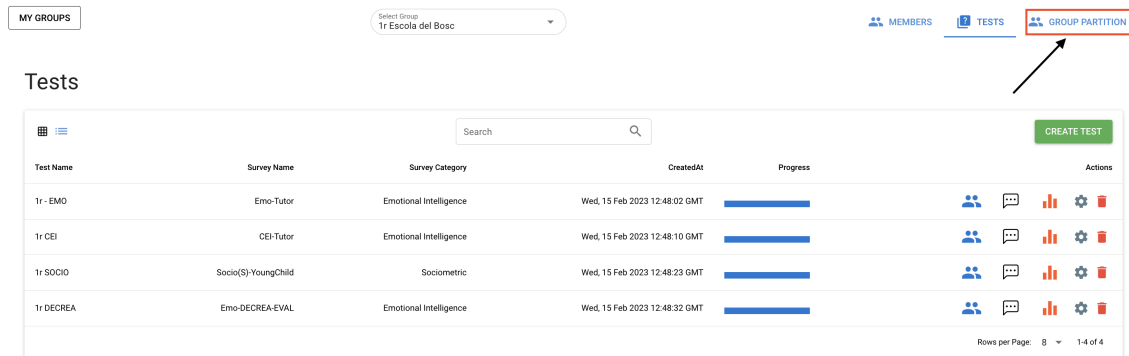 MY GROUPS
Select Group
1r Escola del Bosc
MEMBERS
TESTS
GROUP PARTITION
Tests
Search
CREATE TEST
Test Name Survey Name Survey Category CreatedAt Progress Actions
1r - EMO Emo-Tutor Emotional Intelligence Wed, 15 Feb 2023 12:48:02 GMT
1r CEI CEI-Tutor Emotional Intelligence Wed, 15 Feb 2023 12:48:10 GMT
1r SOCIO Socio(S)-YoungChild Sociometric Wed, 15 Feb 2023 12:48:23 GMT
1r DECREA Emo-DECREA-EVAL Emotional Intelligence Wed, 15 Feb 2023 12:48:32 GMT
Rows per Page: 8 1-4 of 4